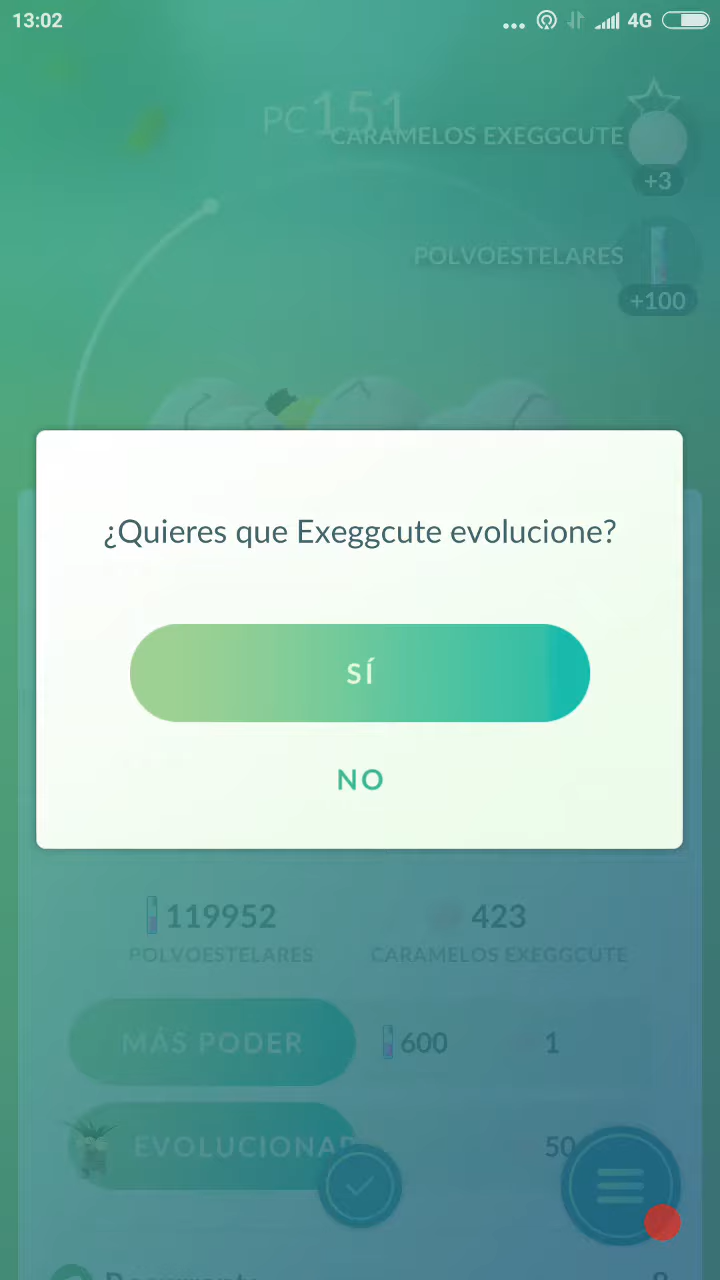 13:02
4G
PC151
CARAMELOS EXEGGCUTE
+3
POLVOESTELARES
+100
¿Quieres que Exeggcute evolucione?
SÍ
NO
119952
423
POLVOESTELARES
CARAMELOS EXEGGCUTE
MÁS PODER
600
1
EVOLUCIONAR
50